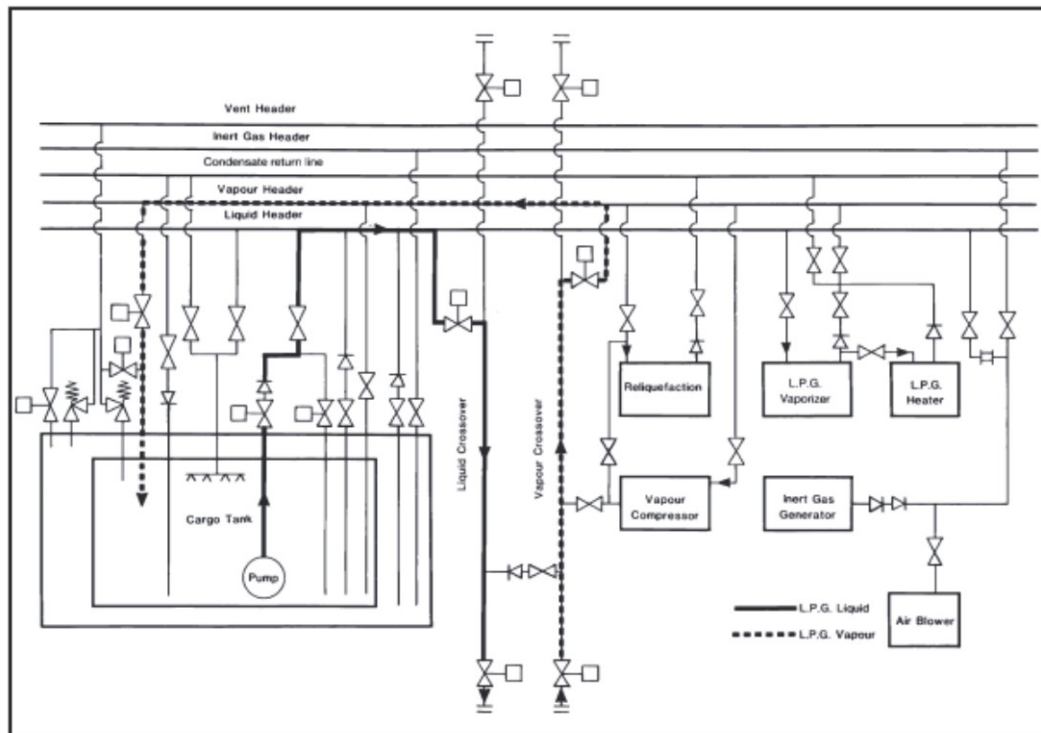 Vent Header
Inert Gas Header
Condensate return line
Vapour Header
Liquid Header
Liquid Crossover
Vapour Crossover
Reliquefaction
L.P.G.
Vaporizer
L.P.G.
Heater
Vapour
Compressor
Inert Gas
Generator
Cargo Tank
Pump
L.P.G. Liquid
L.P.G. Vapour
Air Blower